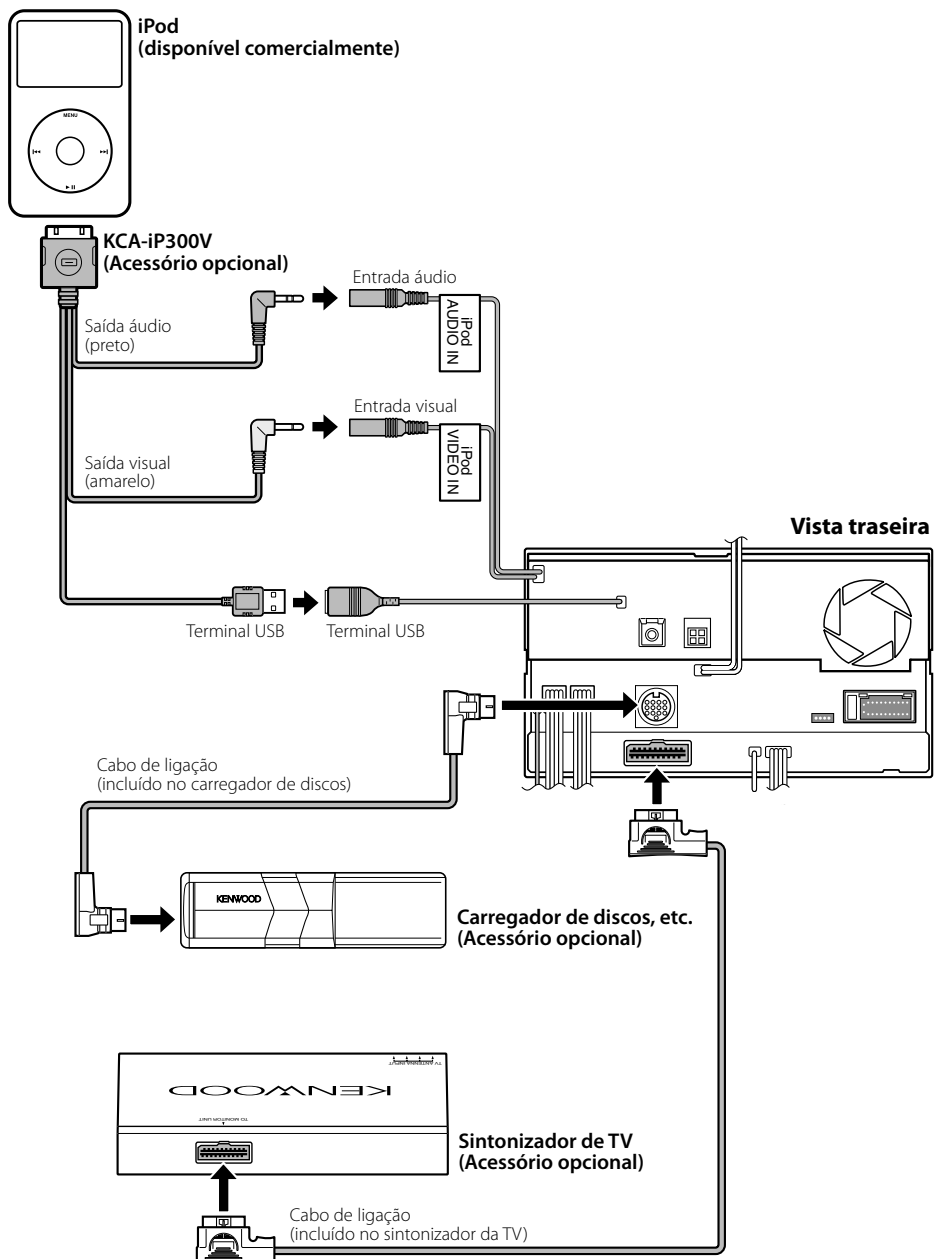 iPod
(disponível comercialmente)
MENU
KCA-iP300V
(Acessório opcional)
Entrada áudio
iPod
AUDIO IN
Saída áudio
(preto)
Entrada visual
iPod
VIDEO IN
Saída visual
(amarelo)
Vista traseira
Terminal USB
Terminal USB
Cabo de ligação
(incluído no carregador de discos)
KENWOOD
Carregador de discos, etc.
(Acessório opcional)
TV ANTENNA INPUT
KENWOOD
TO MONITOR UNIT
Sintonizador de TV
(Acessório opcional)
Cabo de ligação
(incluído no sintonizador da TV)